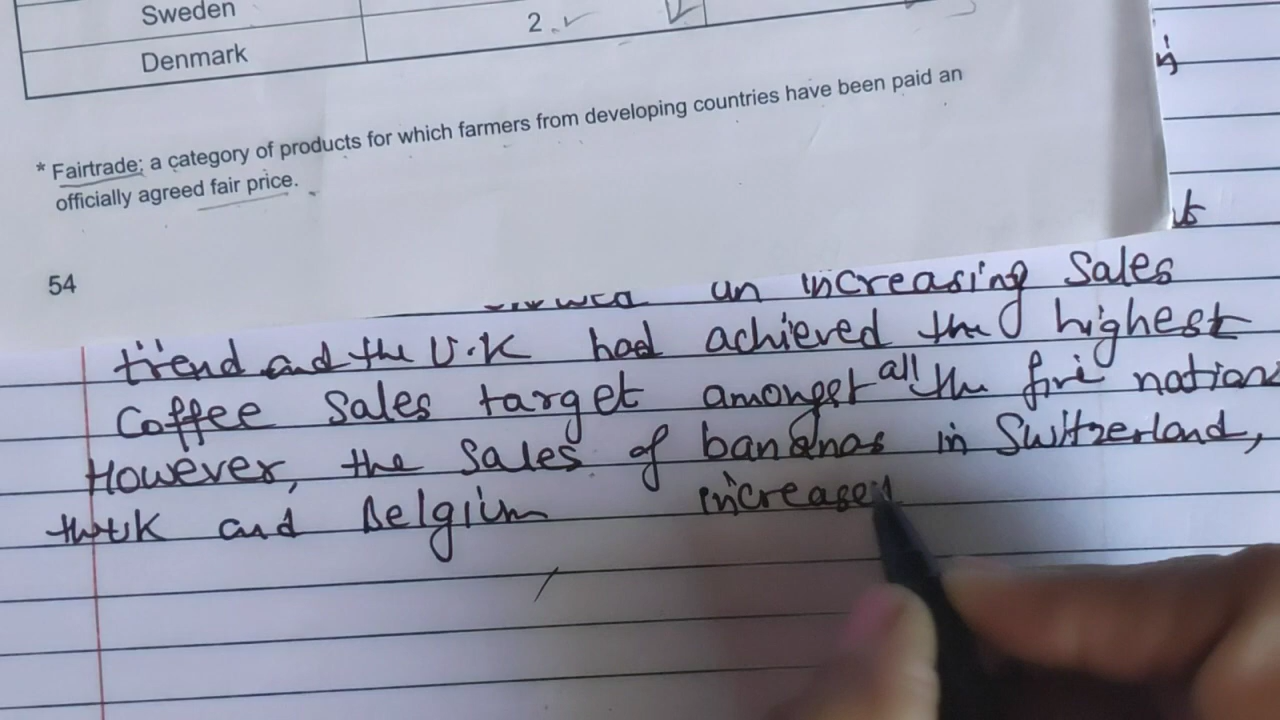 Sweden
2.
Denmark
* Fairtrade: a category of products for which farmers from developing countries have been paid an
officially agreed fair price.
54
an increasing sales
trend and the U.K had achieved the highest
Coffee sales target amongst all the five nations
However, the sales of bananas in Switzerland,
the UK and Belgium increased